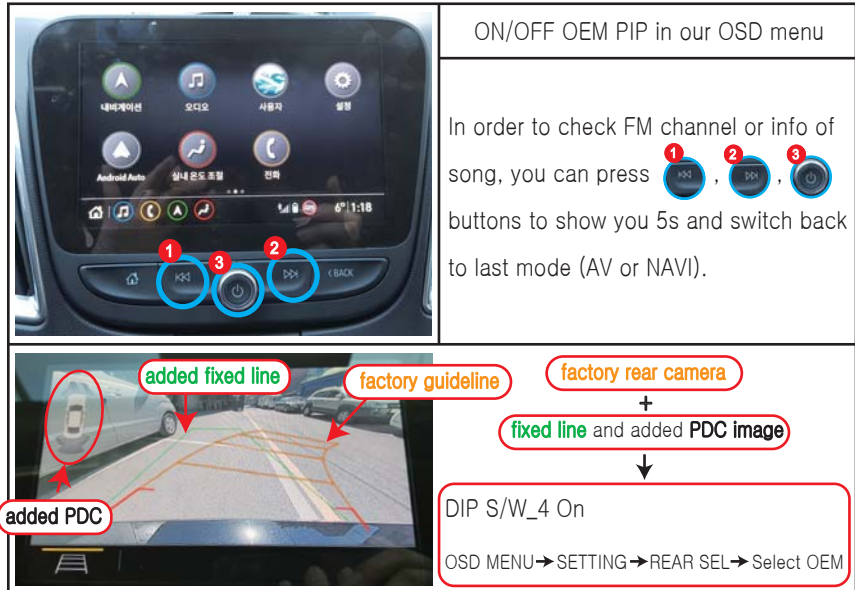 ON/OFF OEM PIP in our OSD menu
내비게이션
오디오
사용자
설정
Android Auto
실내 온도 조절
전화
6° 1:18
1
3
2
BACK
In order to check FM channel or info of
1 2 3
song, you can press , ,
buttons to show you 5s and switch back
to last mode (AV or NAVI).
added fixed line
factory guideline
added PDC
factory rear camera
+
fixed line and added PDC image
DIP S/W_4 On
OSD MENU→SETTING→REAR SEL→Select OEM